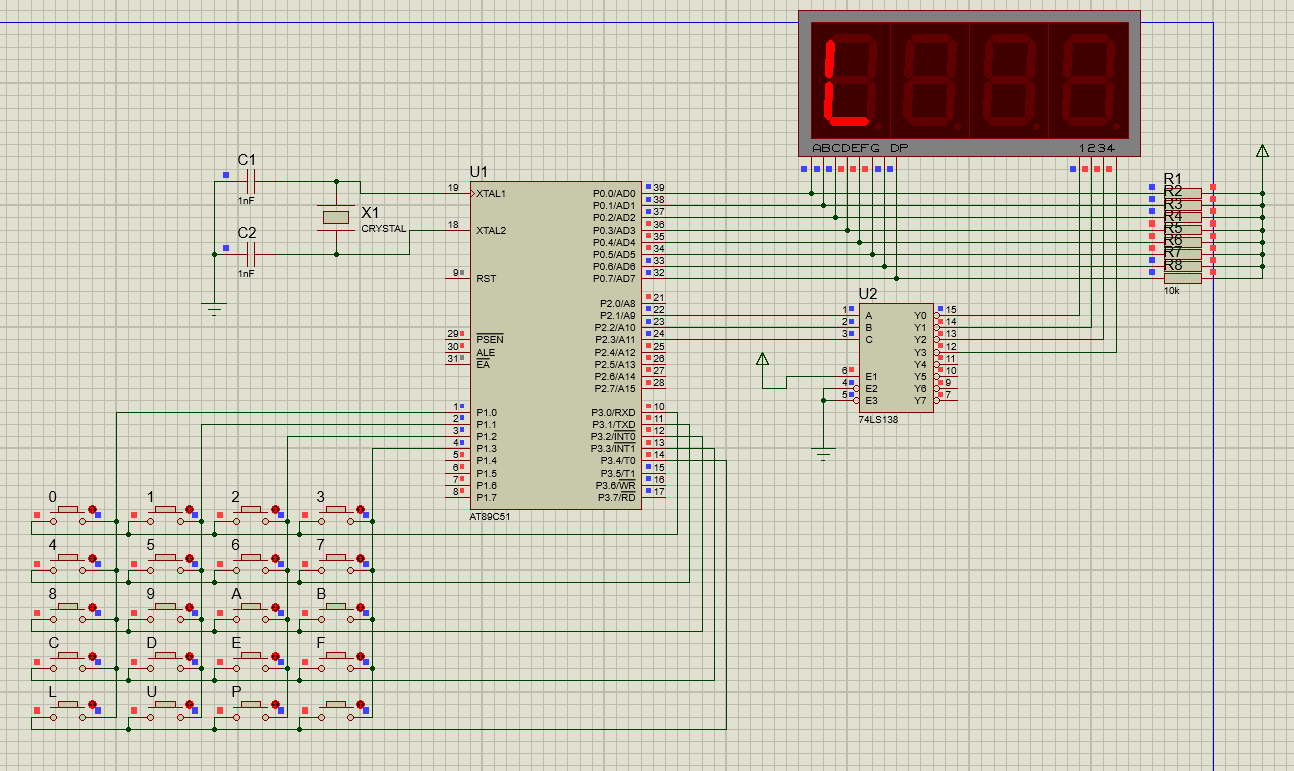 ABCDEFG DP 1234
C1
1nF
X1
CRYSTAL
C2
1nF
U1
19 XTAL1
18 XTAL2
9 RST
29 PSEN
30 ALE
31 EA
1 P1.0
2 P1.1
3 P1.2
4 P1.3
5 P1.4
6 P1.5
7 P1.6
8 P1.7
P0.0/AD0 39
P0.1/AD1 38
P0.2/AD2 37
P0.3/AD3 36
P0.4/AD4 35
P0.5/AD5 34
P0.6/AD6 33
P0.7/AD7 32
P2.0/A8 21
P2.1/A9 22
P2.2/A10 23
P2.3/A11 24
P2.4/A12 25
P2.5/A13 26
P2.6/A14 27
P2.7/A15 28
P3.0/RXD 10
P3.1/TXD 11
P3.2/INT0 12
P3.3/INT1 13
P3.4/T0 14
P3.5/T1 15
P3.6/WR 16
P3.7/RD 17
AT89C51
R1
R2
R3
R4
R5
R6
R7
R8
10k
U2
1 A
2 B
3 C
6 E1
4 E2
5 E3
Y0 15
Y1 14
Y2 13
Y3 12
Y4 11
Y5 10
Y6 9
Y7 7
74LS138
0 1 2 3
4 5 6 7
8 9 A B
C D E F
L U P
L